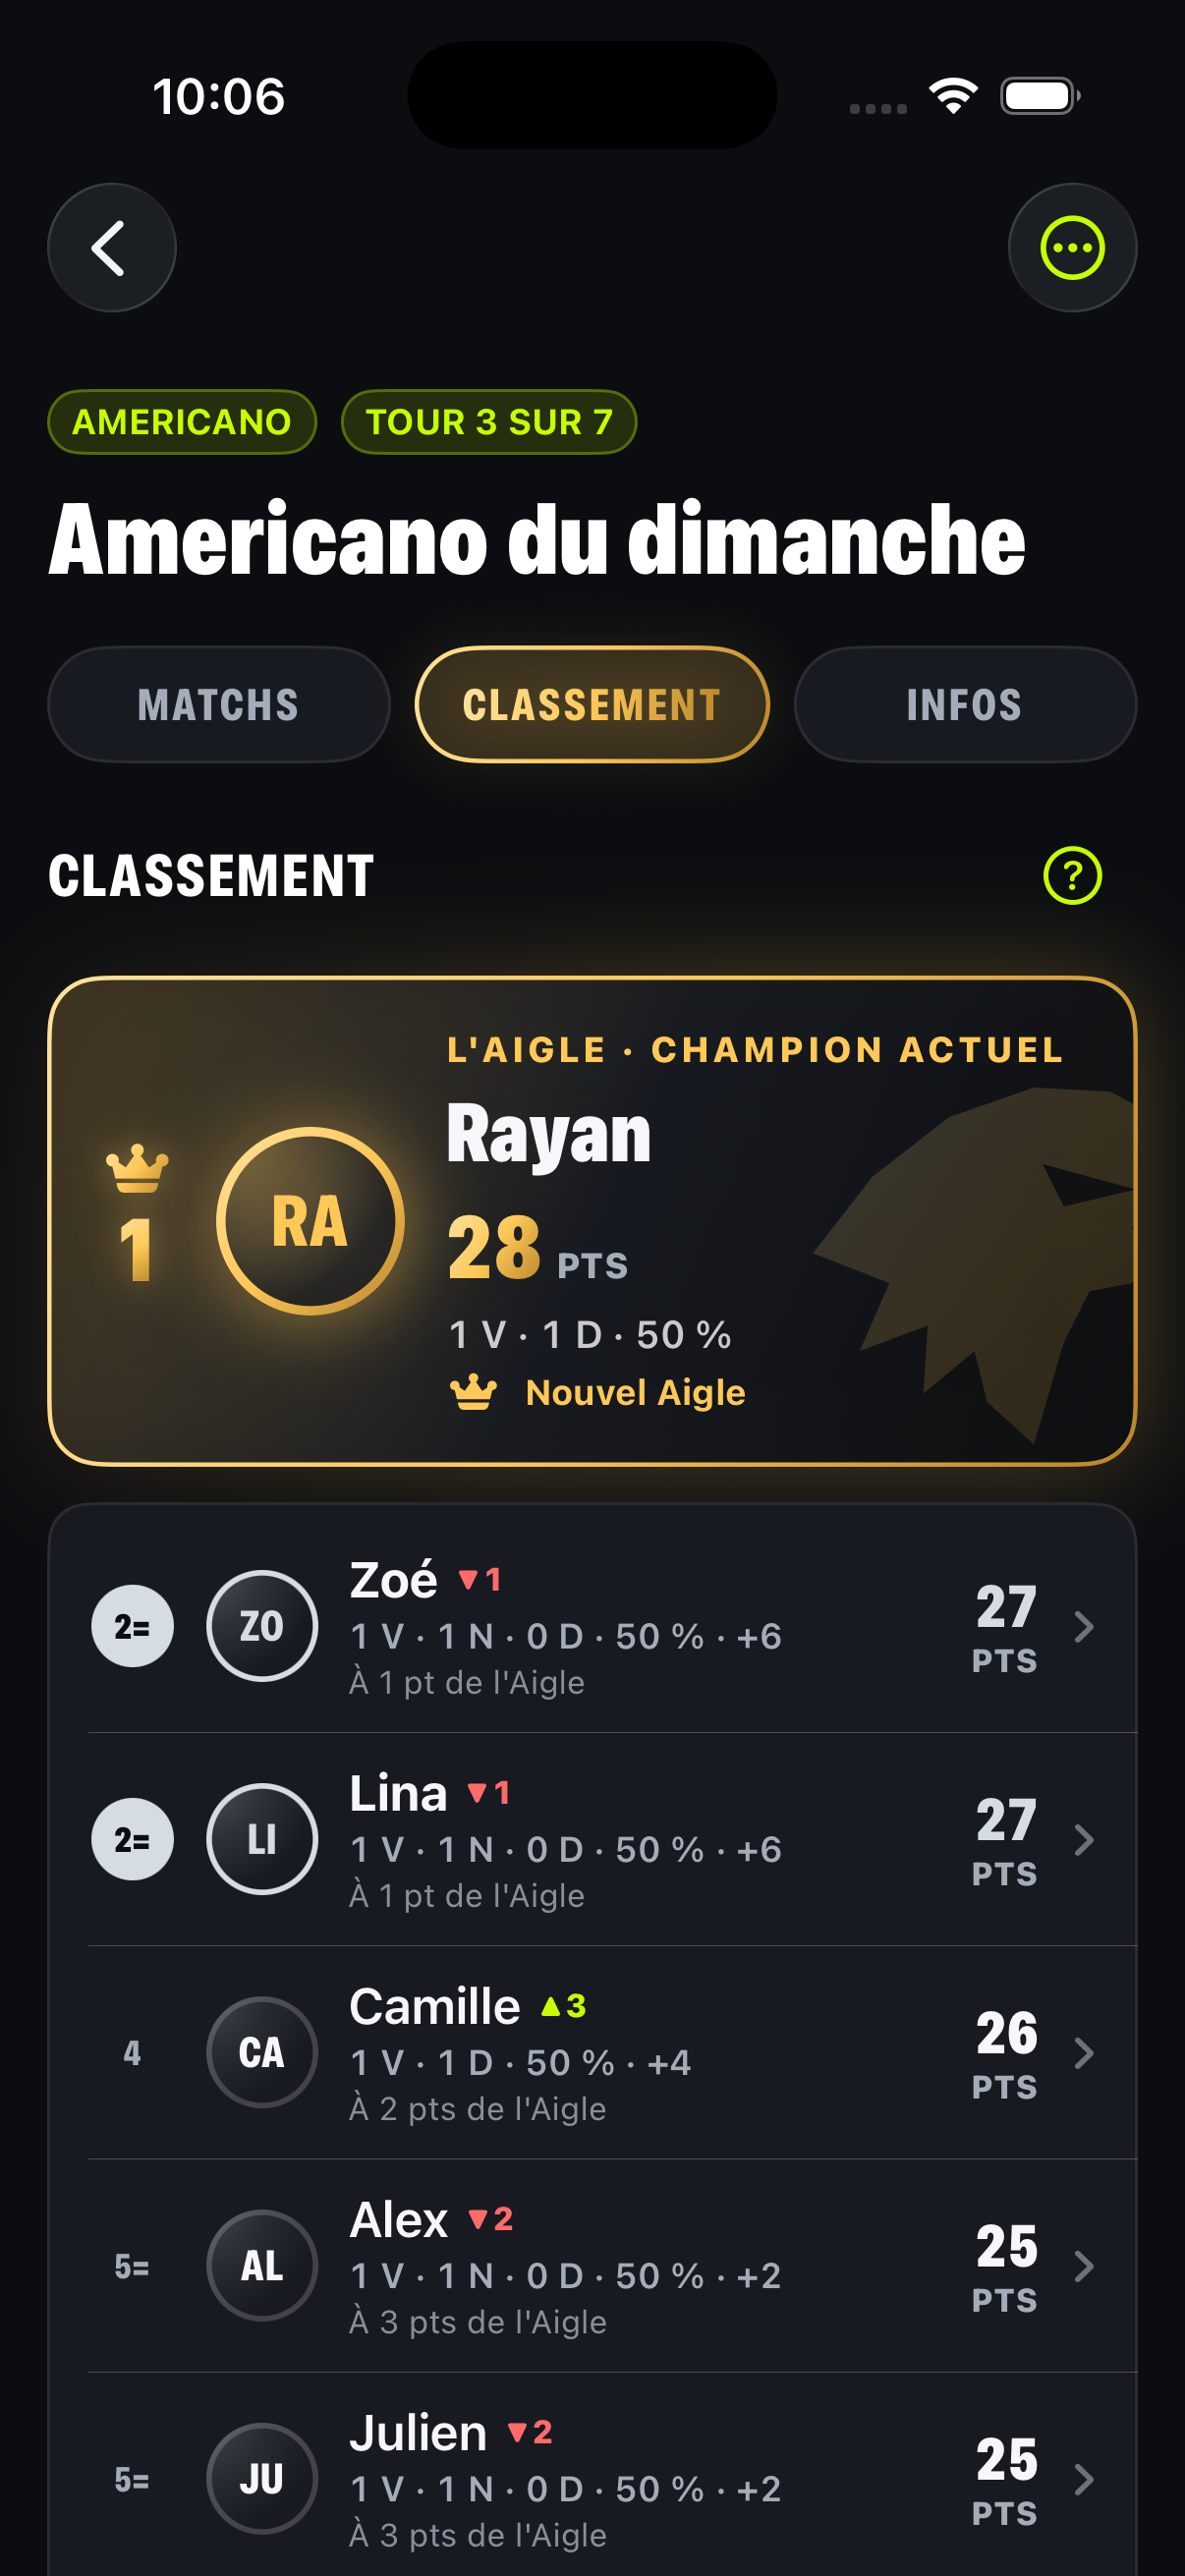 10:06
AMERICANO
TOUR 3 SUR 7
Americano du dimanche
MATCHS
CLASSEMENT
INFOS
CLASSEMENT
?
L'AIGLE · CHAMPION ACTUEL
1
RA
Rayan
28 PTS
1 V · 1 D · 50 %
Nouvel Aigle
2=
ZO
Zoé ▼1
1 V · 1 N · 0 D · 50 % · +6
À 1 pt de l'Aigle
27
PTS
2=
LI
Lina ▼1
1 V · 1 N · 0 D · 50 % · +6
À 1 pt de l'Aigle
27
PTS
4
CA
Camille ▲3
1 V · 1 D · 50 % · +4
À 2 pts de l'Aigle
26
PTS
5=
AL
Alex ▼2
1 V · 1 N · 0 D · 50 % · +2
À 3 pts de l'Aigle
25
PTS
5=
JU
Julien ▼2
1 V · 1 N · 0 D · 50 % · +2
À 3 pts de l'Aigle
25
PTS